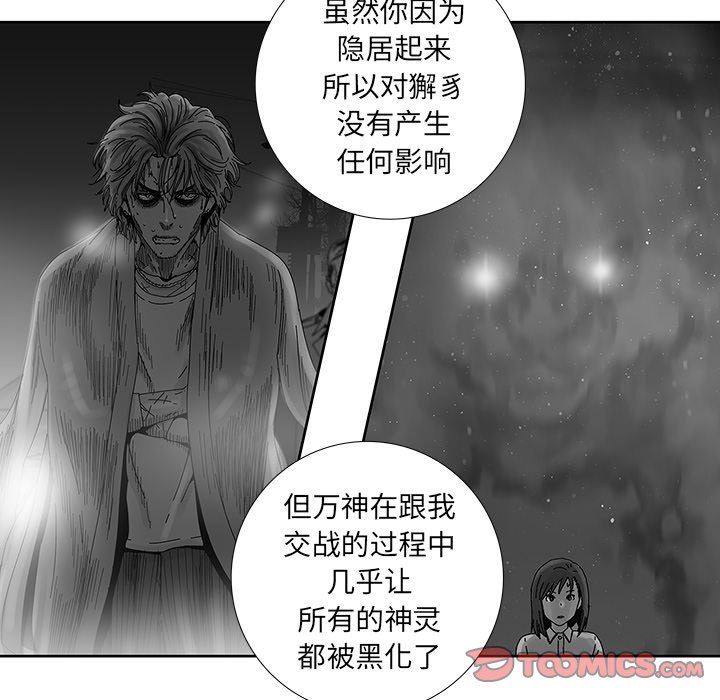 虽然你因为
隐居起来
所以对獬豸
没有产生
任何影响
但万神在跟我
交战的过程中
几乎让
所有的神灵
都被黑化了
DTOOMICS.COM